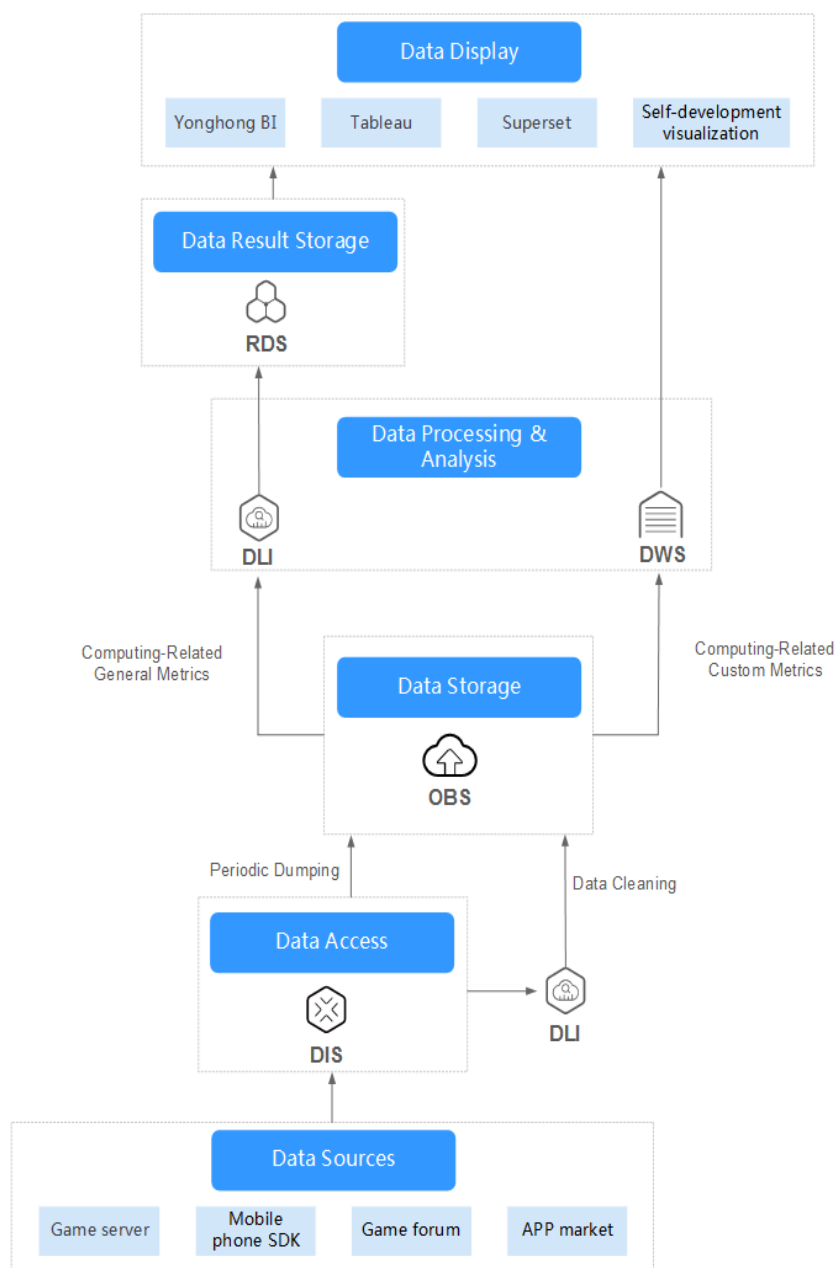 Data Display
Yonghong BI
Tableau
Superset
Self-development
visualization
Data Result Storage
RDS
Data Processing &
Analysis
DLI
DWS
Computing-Related
General Metrics
Computing-Related
Custom Metrics
Data Storage
OBS
Periodic Dumping
Data Cleaning
Data Access
DIS
DLI
Data Sources
Game server
Mobile
phone SDK
Game forum
APP market